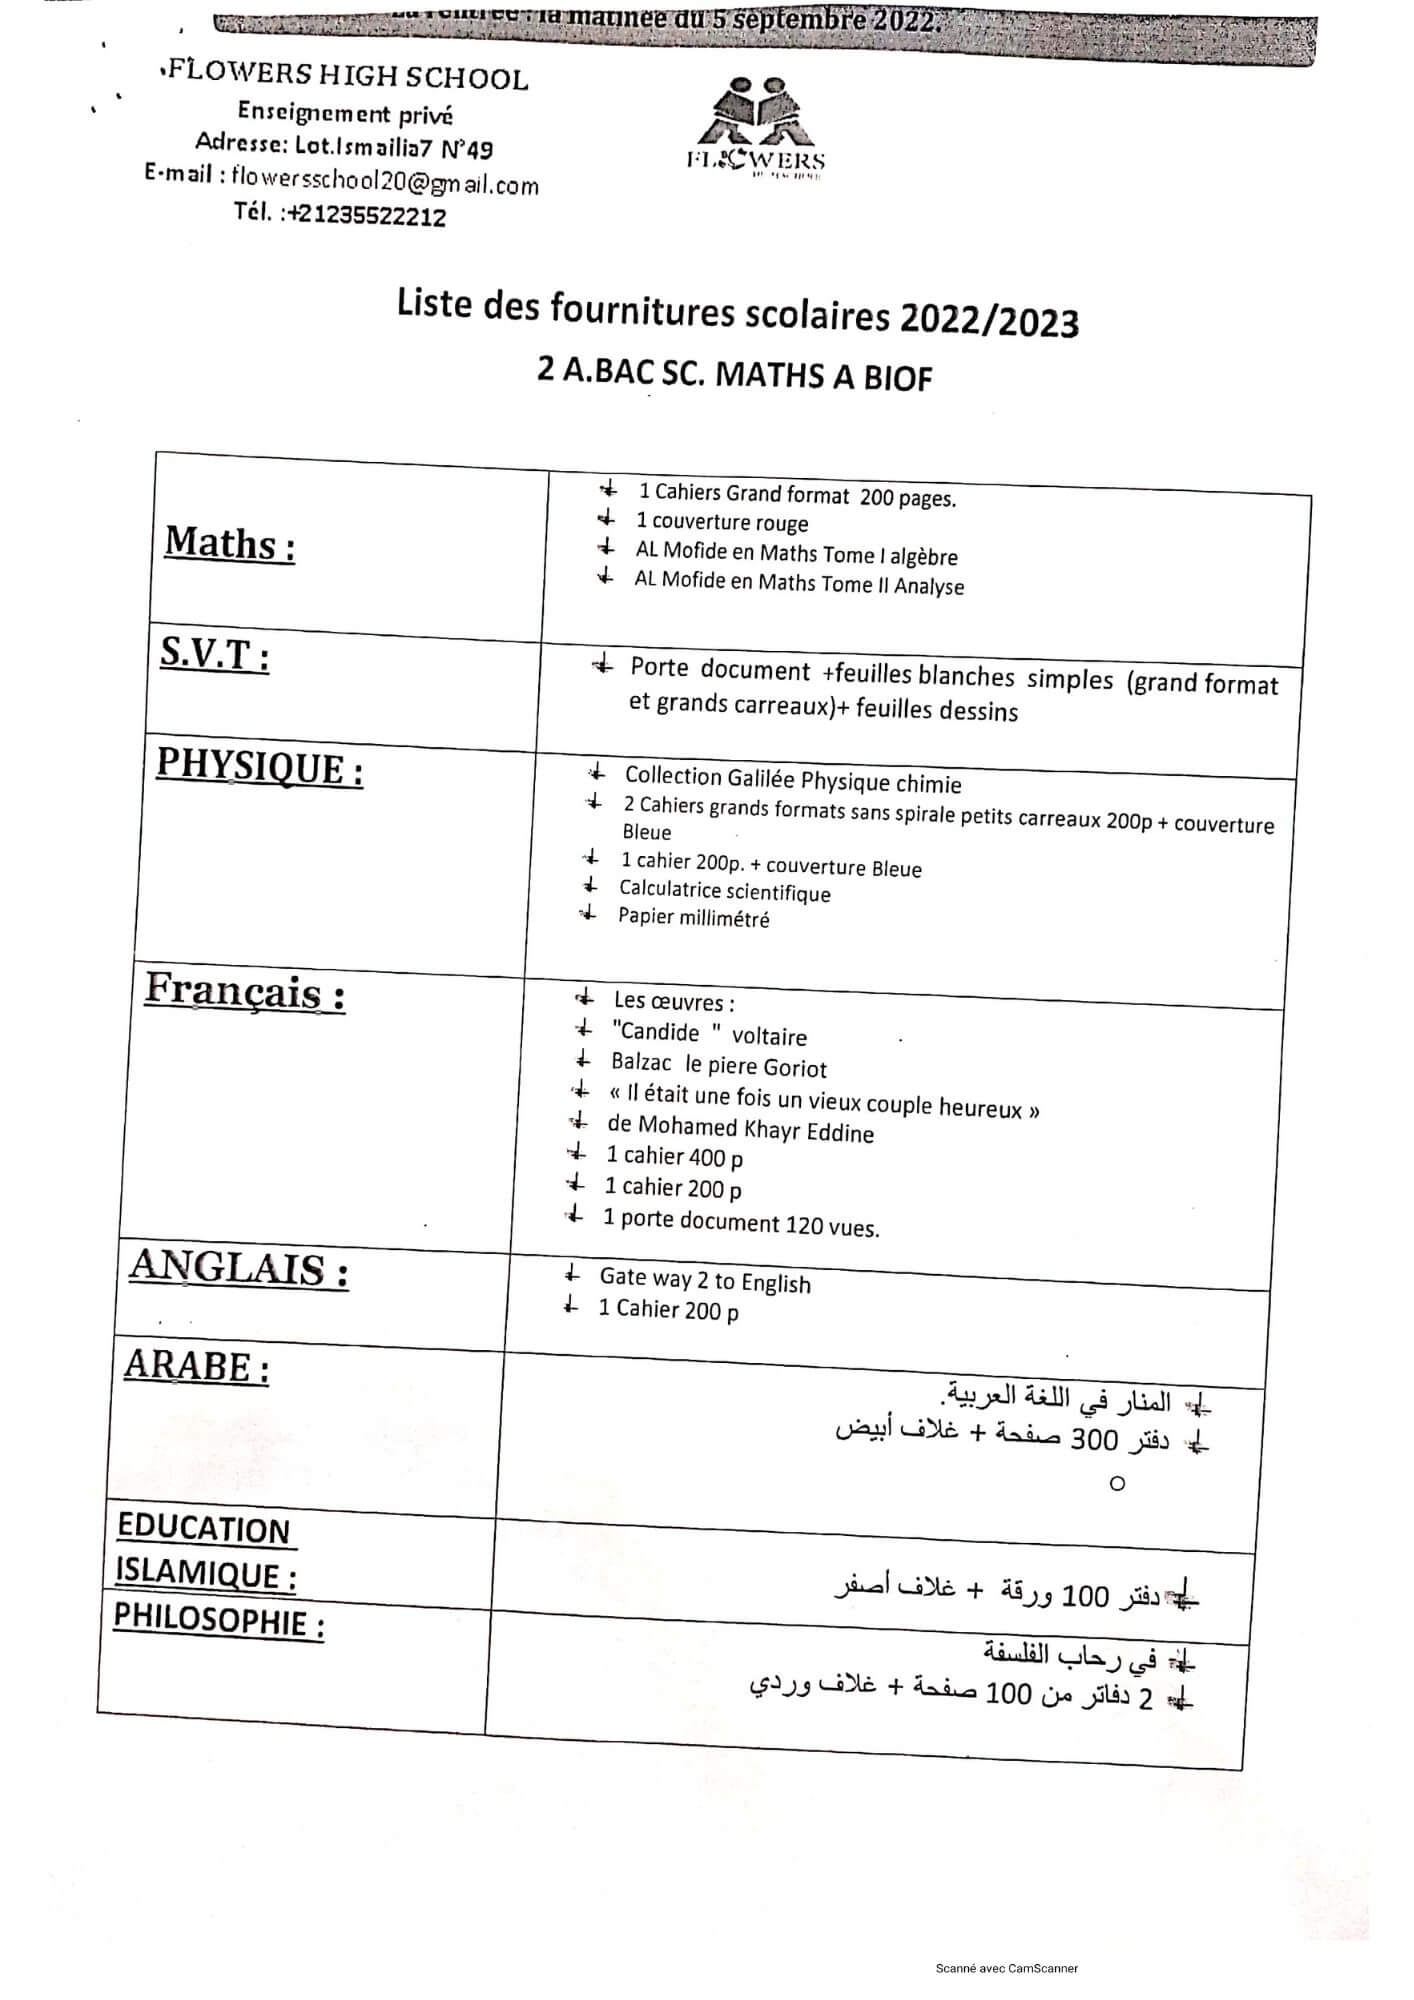 La rentrée : la matinée du 5 septembre 2022.
FLOWERS HIGH SCHOOL
Enseignement privé
Adresse: Lot.Ismailia7 N°49
E-mail : flowersschool20@gmail.com
Tél. :+21235522212
FLOWERS
Liste des fournitures scolaires 2022/2023
2 A.BAC SC. MATHS A BIOF
Maths :
1 Cahiers Grand format 200 pages.
1 couverture rouge
AL Mofide en Maths Tome I algèbre
AL Mofide en Maths Tome II Analyse
S.V.T :
Porte document +feuilles blanches simples (grand format
et grands carreaux)+ feuilles dessins
PHYSIQUE :
Collection Galilée Physique chimie
2 Cahiers grands formats sans spirale petits carreaux 200p + couverture
Bleue
1 cahier 200p. + couverture Bleue
Calculatrice scientifique
Papier millimétré
Français :
Les œuvres :
"Candide " voltaire
Balzac le piere Goriot
« Il était une fois un vieux couple heureux »
de Mohamed Khayr Eddine
1 cahier 400 p
1 cahier 200 p
1 porte document 120 vues.
ANGLAIS :
Gate way 2 to English
1 Cahier 200 p
ARABE :
المنار في اللغة العربية.
دفتر 300 صفحة + غلاف أبيض
EDUCATION
ISLAMIQUE :
دفتر 100 ورقة + غلاف أصفر
PHILOSOPHIE :
في رحاب الفلسفة
2 دفاتر من 100 صفحة + غلاف وردي
Scanné avec CamScanner